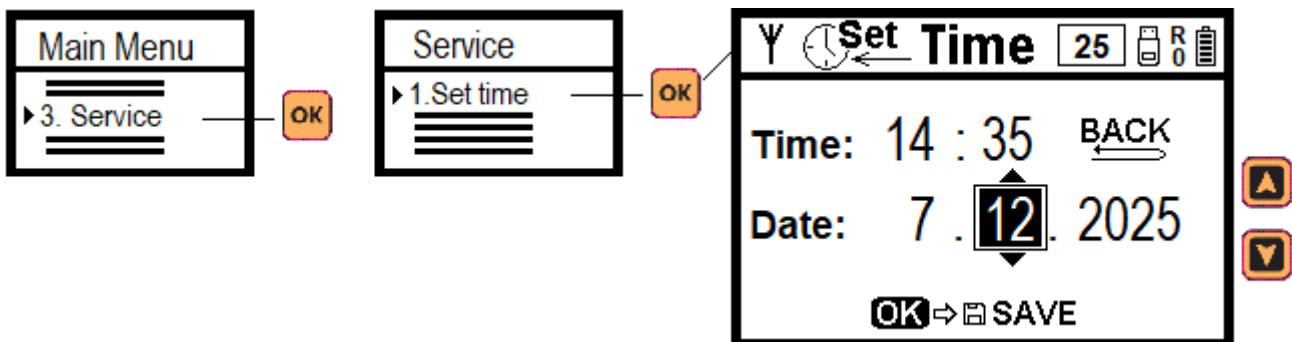 Main Menu
3. Service
OK
Service
1.Set time
OK
Set Time 25 R0
Time: 14 : 35 BACK
Date: 7 . 12 . 2025
OK SAVE